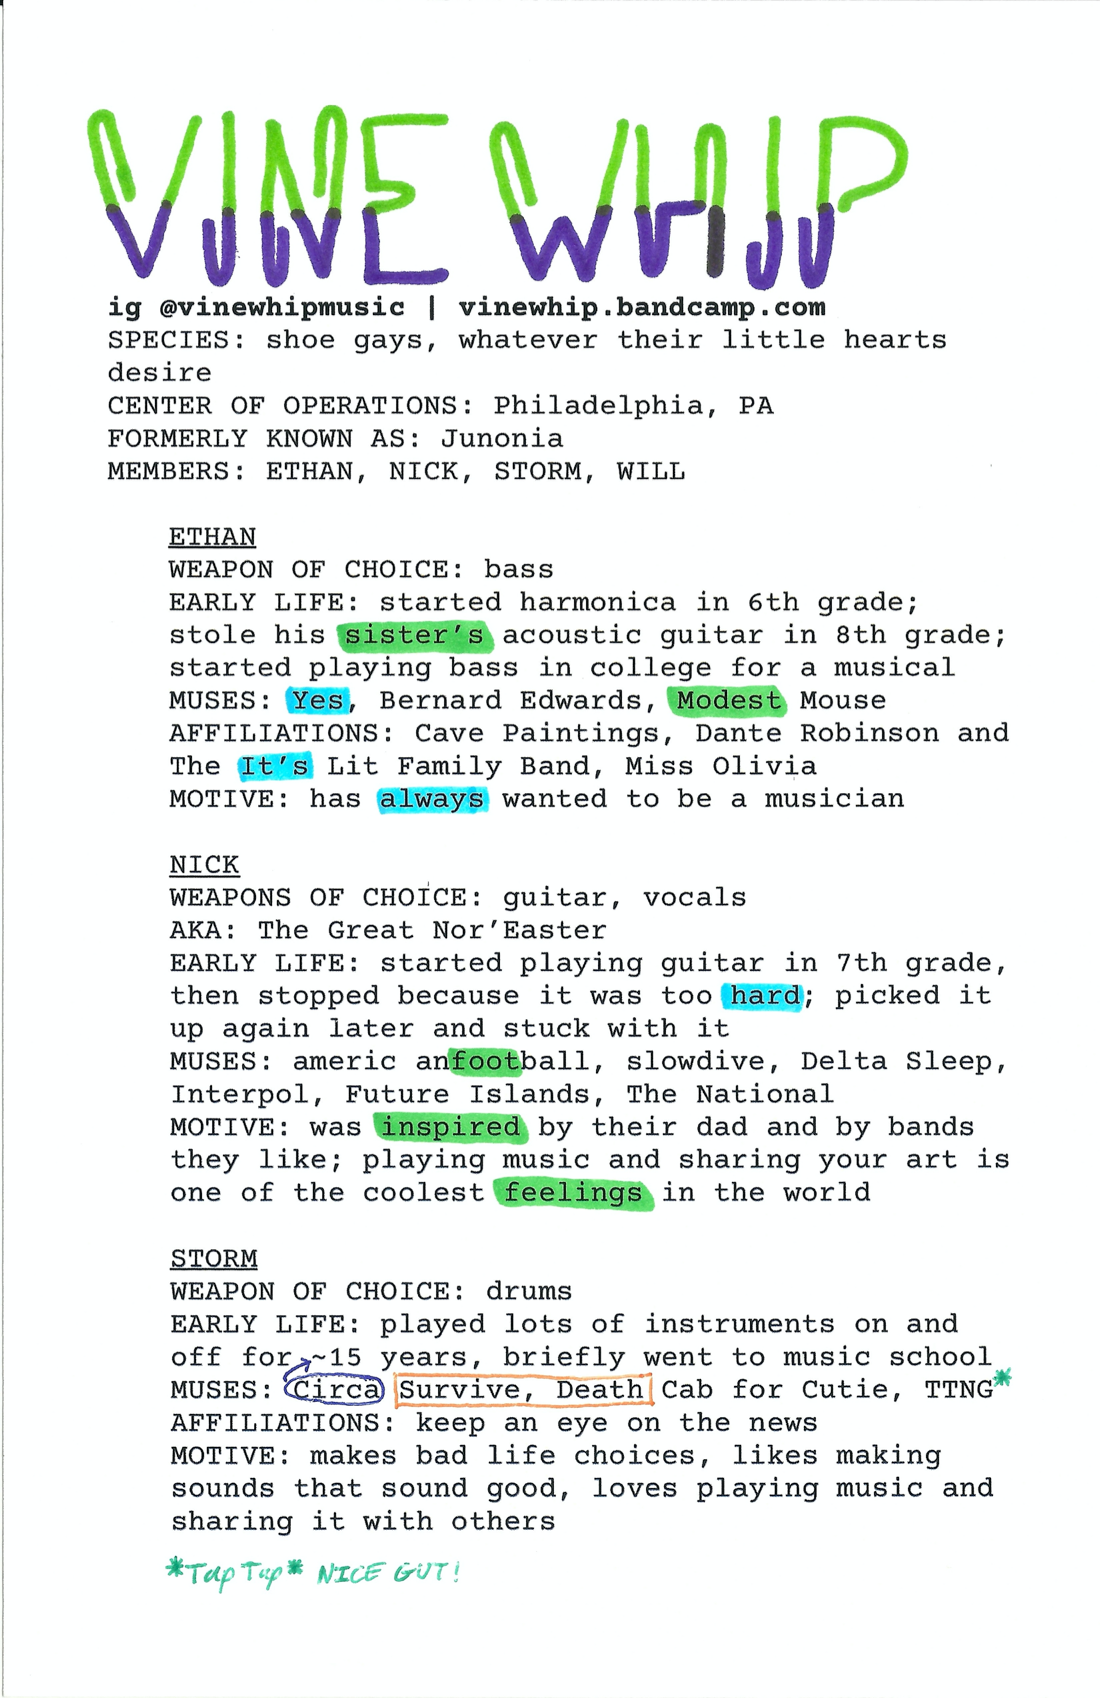 VINE WHIP
ig @vinewhipmusic | vinewhip.bandcamp.com
SPECIES: shoe gays, whatever their little hearts
desire
CENTER OF OPERATIONS: Philadelphia, PA
FORMERLY KNOWN AS: Junonia
MEMBERS: ETHAN, NICK, STORM, WILL
ETHAN
WEAPON OF CHOICE: bass
EARLY LIFE: started harmonica in 6th grade;
stole his sister's acoustic guitar in 8th grade;
started playing bass in college for a musical
MUSES: Yes, Bernard Edwards, Modest Mouse
AFFILIATIONS: Cave Paintings, Dante Robinson and
The It's Lit Family Band, Miss Olivia
MOTIVE: has always wanted to be a musician
NICK
WEAPONS OF CHOICE: guitar, vocals
AKA: The Great Nor'Easter
EARLY LIFE: started playing guitar in 7th grade,
then stopped because it was too hard; picked it
up again later and stuck with it
MUSES: americ anfootball, slowdive, Delta Sleep,
Interpol, Future Islands, The National
MOTIVE: was inspired by their dad and by bands
they like; playing music and sharing your art is
one of the coolest feelings in the world
STORM
WEAPON OF CHOICE: drums
EARLY LIFE: played lots of instruments on and
off for ~15 years, briefly went to music school
MUSES: Circa Survive, Death Cab for Cutie, TTNG*
AFFILIATIONS: keep an eye on the news
MOTIVE: makes bad life choices, likes making
sounds that sound good, loves playing music and
sharing it with others
*Tap Tap* NICE GUT!